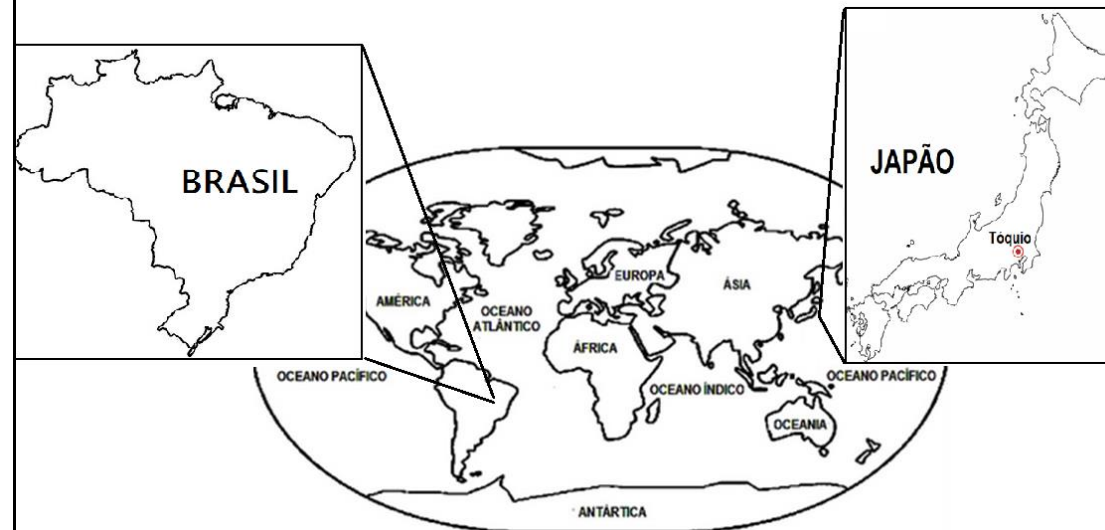 BRASIL
JAPÃO
Tóquio
EUROPA
ÁSIA
AMÉRICA
OCEANO
ATLÂNTICO
ÁFRICA
OCEANO PACÍFICO
OCEANO ÍNDICO
OCEANO PACÍFICO
OCEANIA
ANTÁRTICA